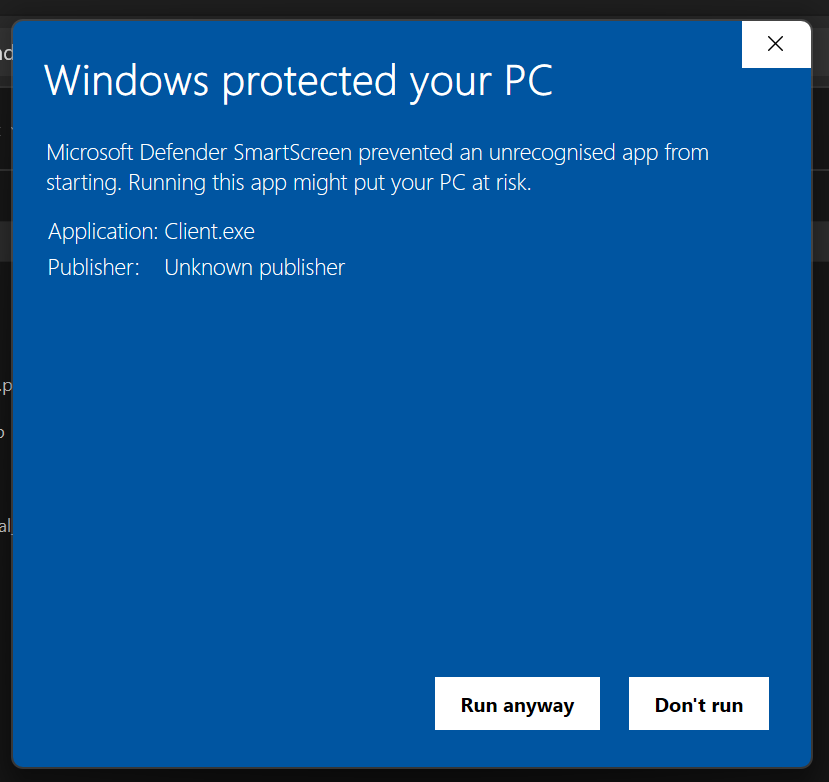 Windows protected your PC
Microsoft Defender SmartScreen prevented an unrecognised app from
starting. Running this app might put your PC at risk.
Application: Client.exe
Publisher: Unknown publisher
Run anyway
Don't run